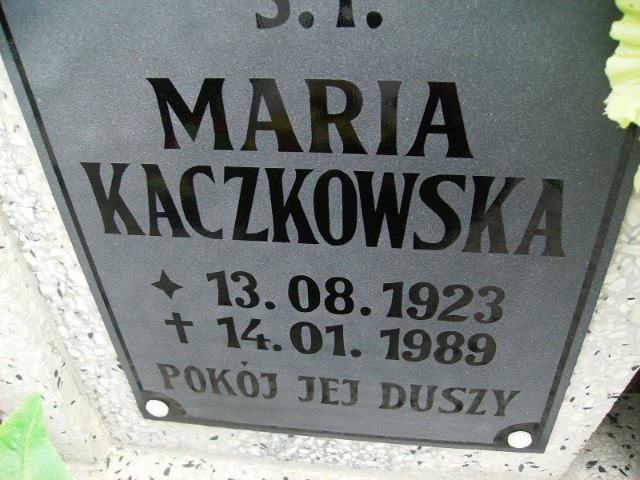 Ś.P.
MARIA
KACZKOWSKA
✦ 13.08.1923
✝ 14.01.1989
POKÓJ JEJ DUSZY